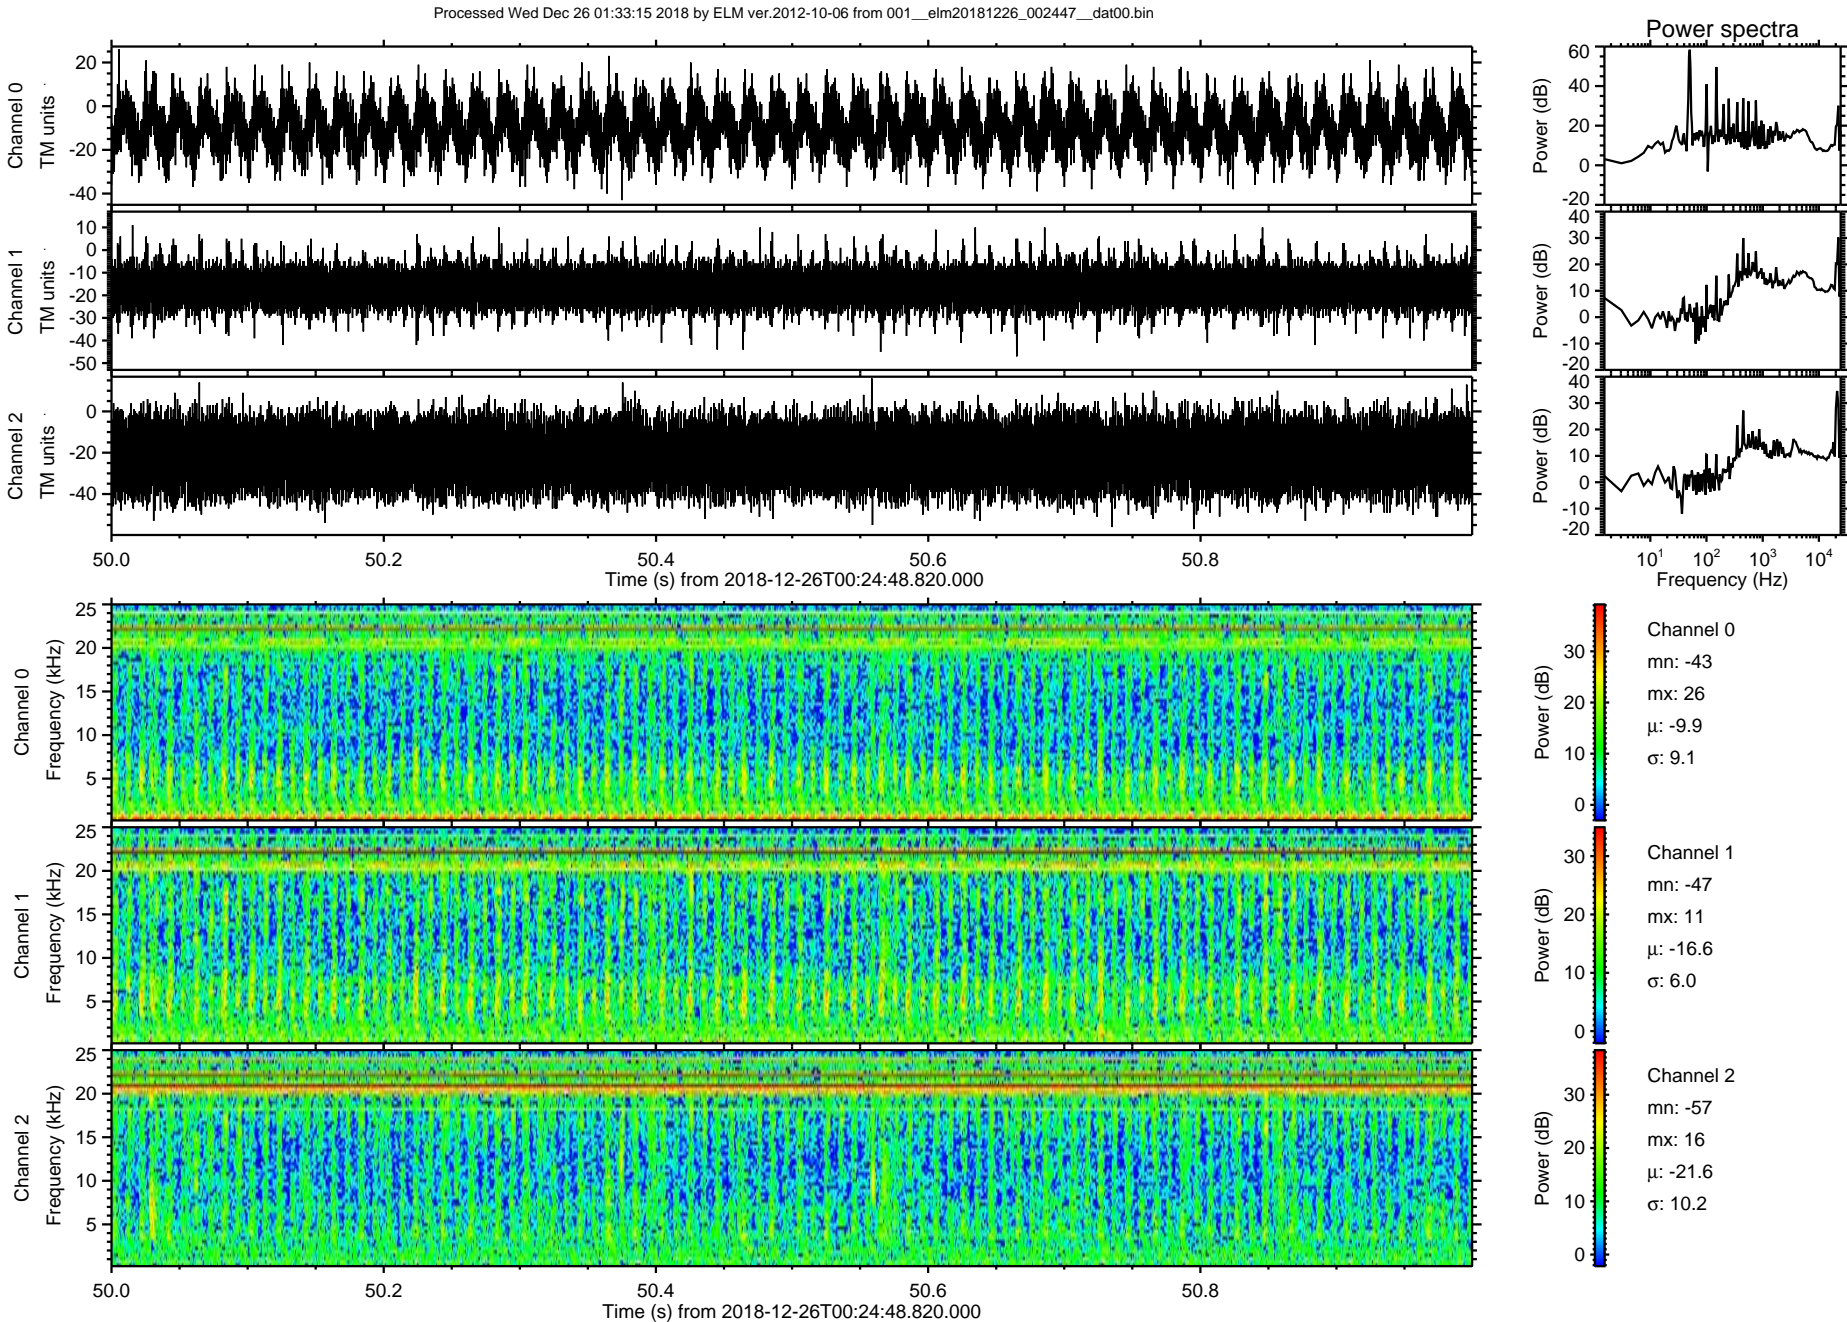 Processed Wed Dec 26 01:33:15 2018 by ELM ver.2012-10-06 from 001__elm20181226_002447__dat00.bin
Power spectra
Channel 0
TM units
20
0
-20
-40
Power (dB)
60
40
20
0
-20
Channel 1
TM units
10
0
-10
-20
-30
-40
-50
Power (dB)
40
30
20
10
0
-10
-20
Channel 2
TM units
0
-20
-40
Power (dB)
40
30
20
10
0
-10
-20
50.0 50.2 50.4 50.6 50.8
Time (s) from 2018-12-26T00:24:48.820.000
10¹ 10² 10³ 10⁴
Frequency (Hz)
Channel 0
Frequency (kHz)
25
20
15
10
5
Power (dB)
30
20
10
0
Channel 0
mn: -43
mx: 26
μ: -9.9
σ: 9.1
Channel 1
Frequency (kHz)
25
20
15
10
5
Power (dB)
30
20
10
0
Channel 1
mn: -47
mx: 11
μ: -16.6
σ: 6.0
Channel 2
Frequency (kHz)
25
20
15
10
5
Power (dB)
30
20
10
0
Channel 2
mn: -57
mx: 16
μ: -21.6
σ: 10.2
50.0 50.2 50.4 50.6 50.8
Time (s) from 2018-12-26T00:24:48.820.000